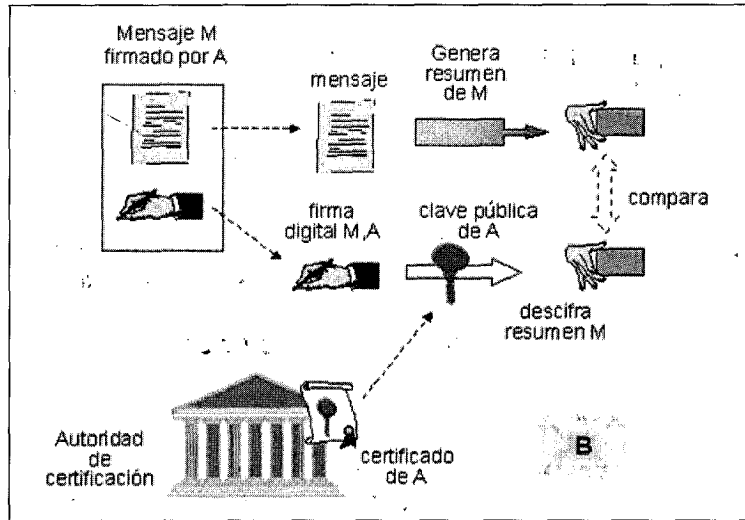 Mensaje M
firmado por A
mensaje
Genera
resumen
de M
compara
firma
digital M,A
clave pública
de A
descifra
resumen M
Autoridad
de
certificación
certificado
de A
B